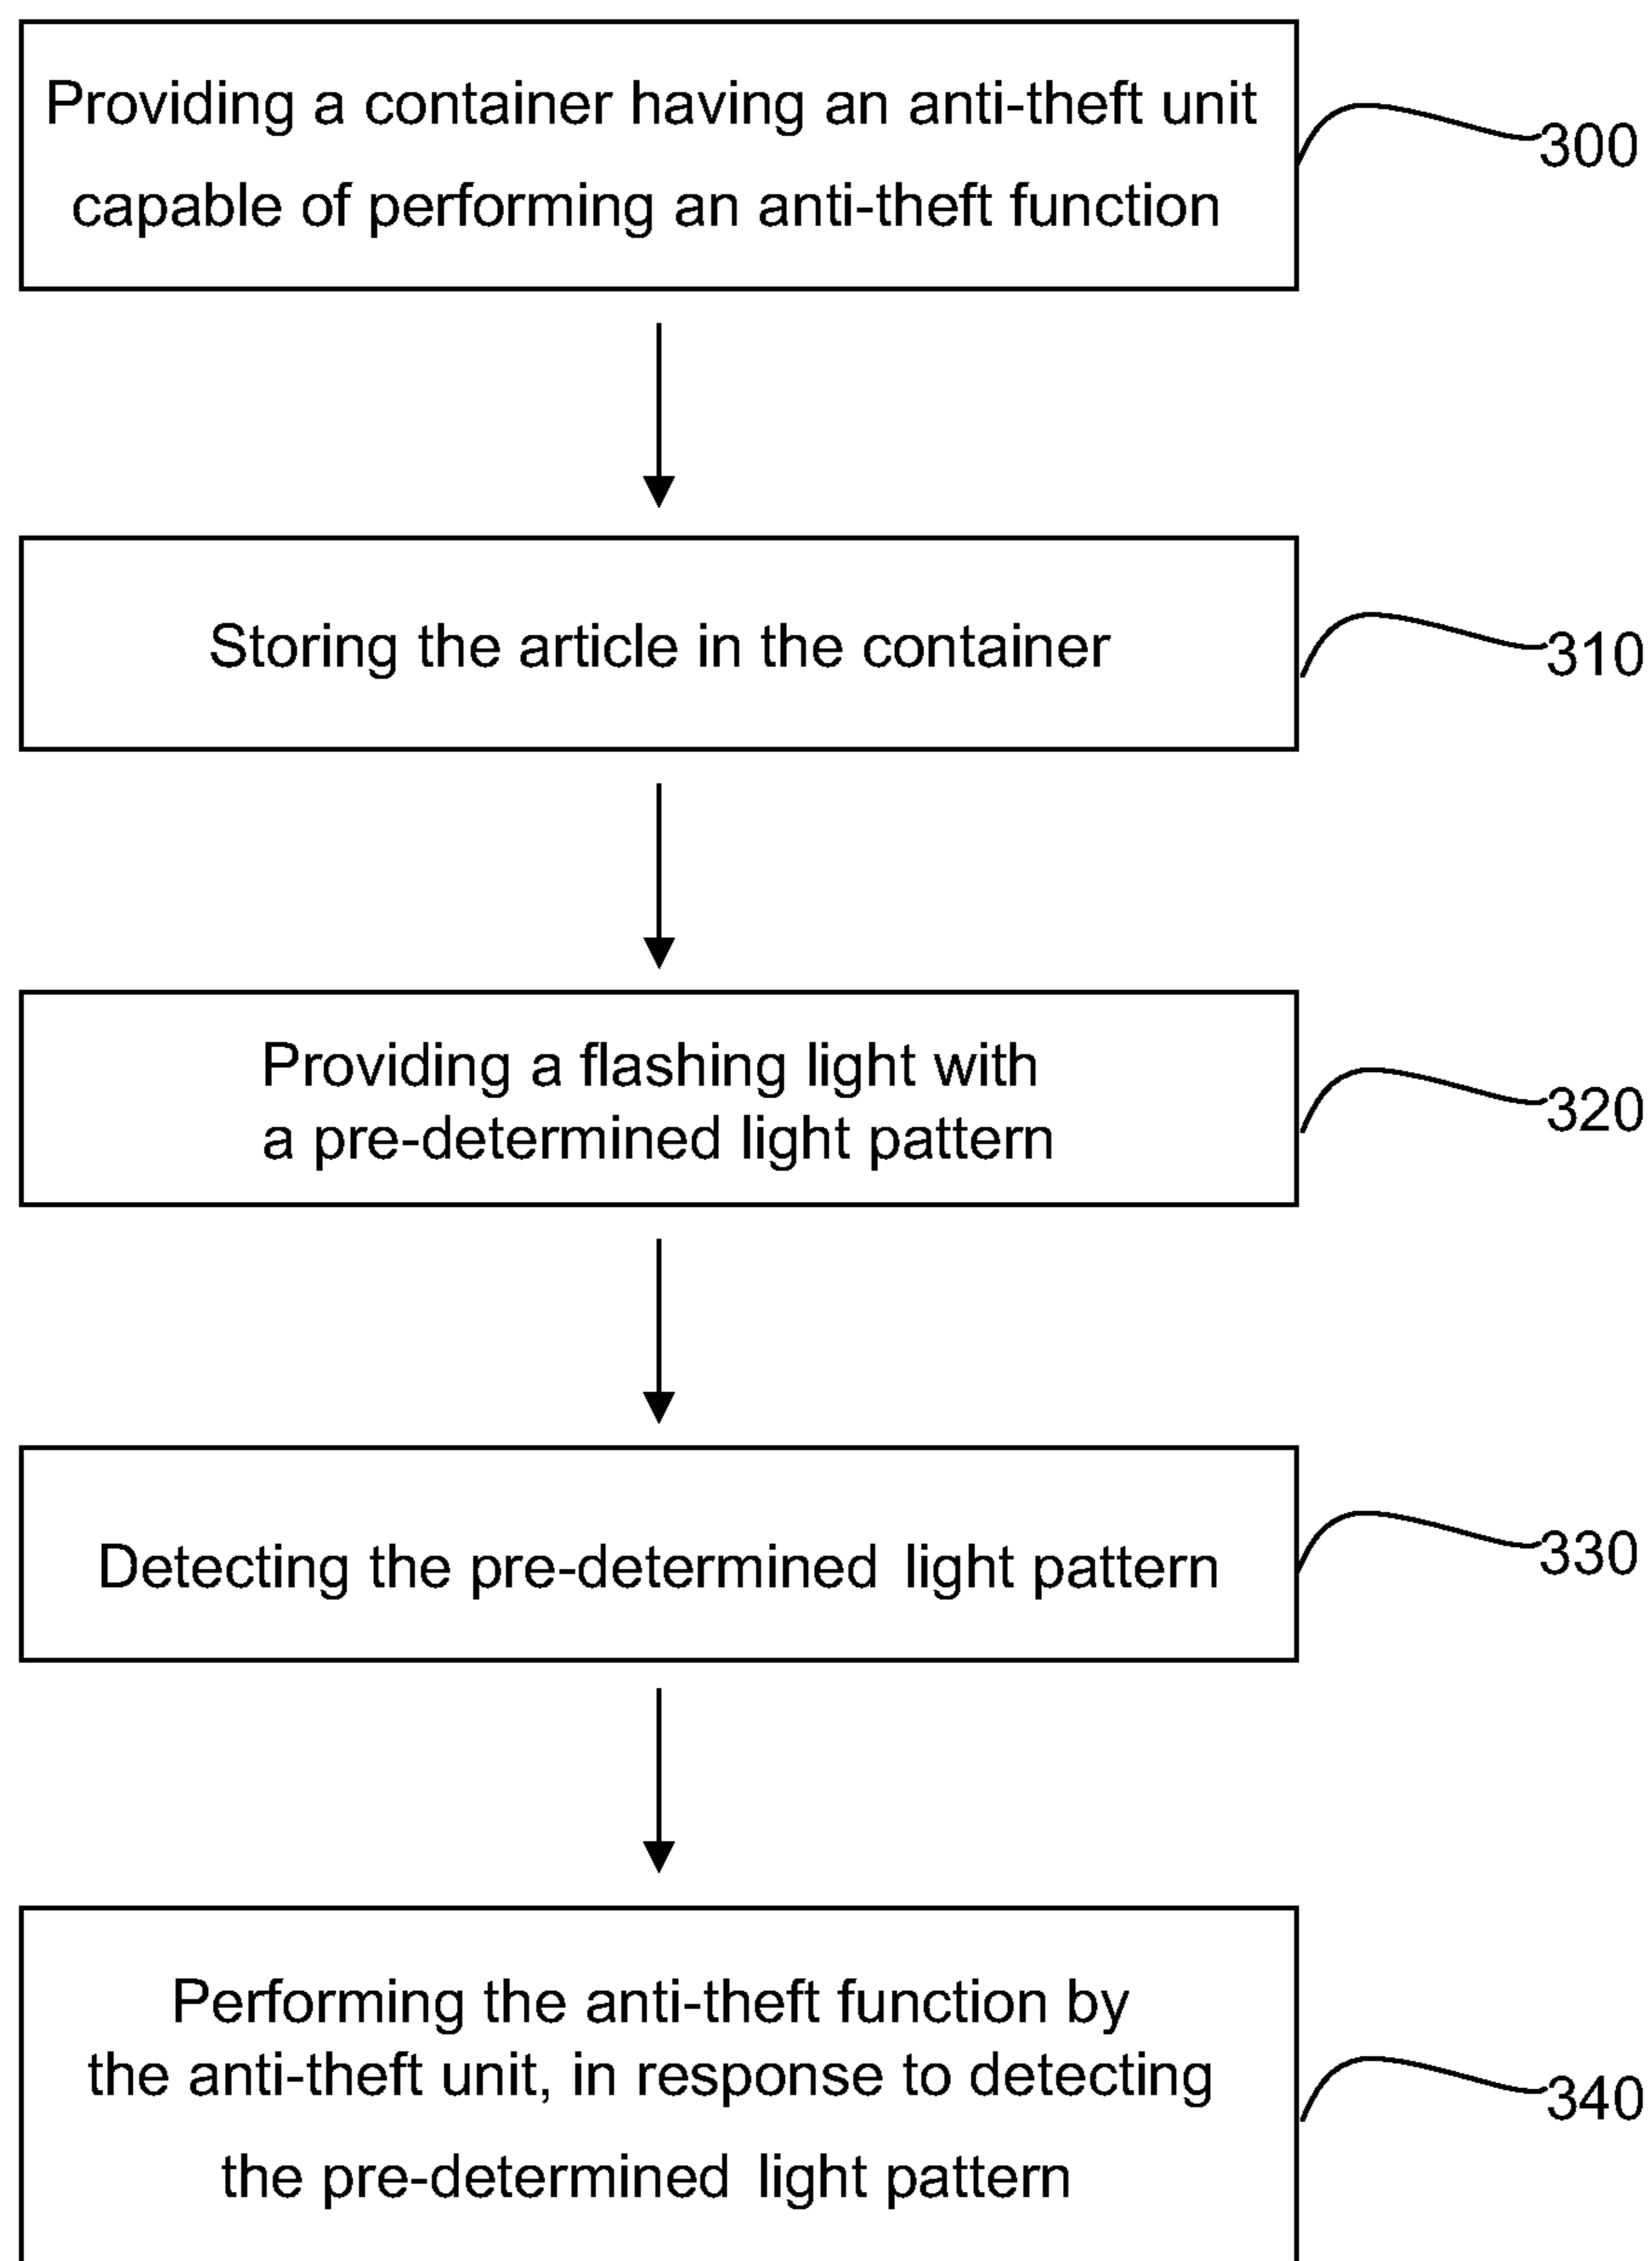 Providing a container having an anti-theft unit
capable of performing an anti-theft function
300
Storing the article in the container
310
Providing a flashing light with
a pre-determined light pattern
320
Detecting the pre-determined light pattern
330
Performing the anti-theft function by
the anti-theft unit, in response to detecting
the pre-determined light pattern
340